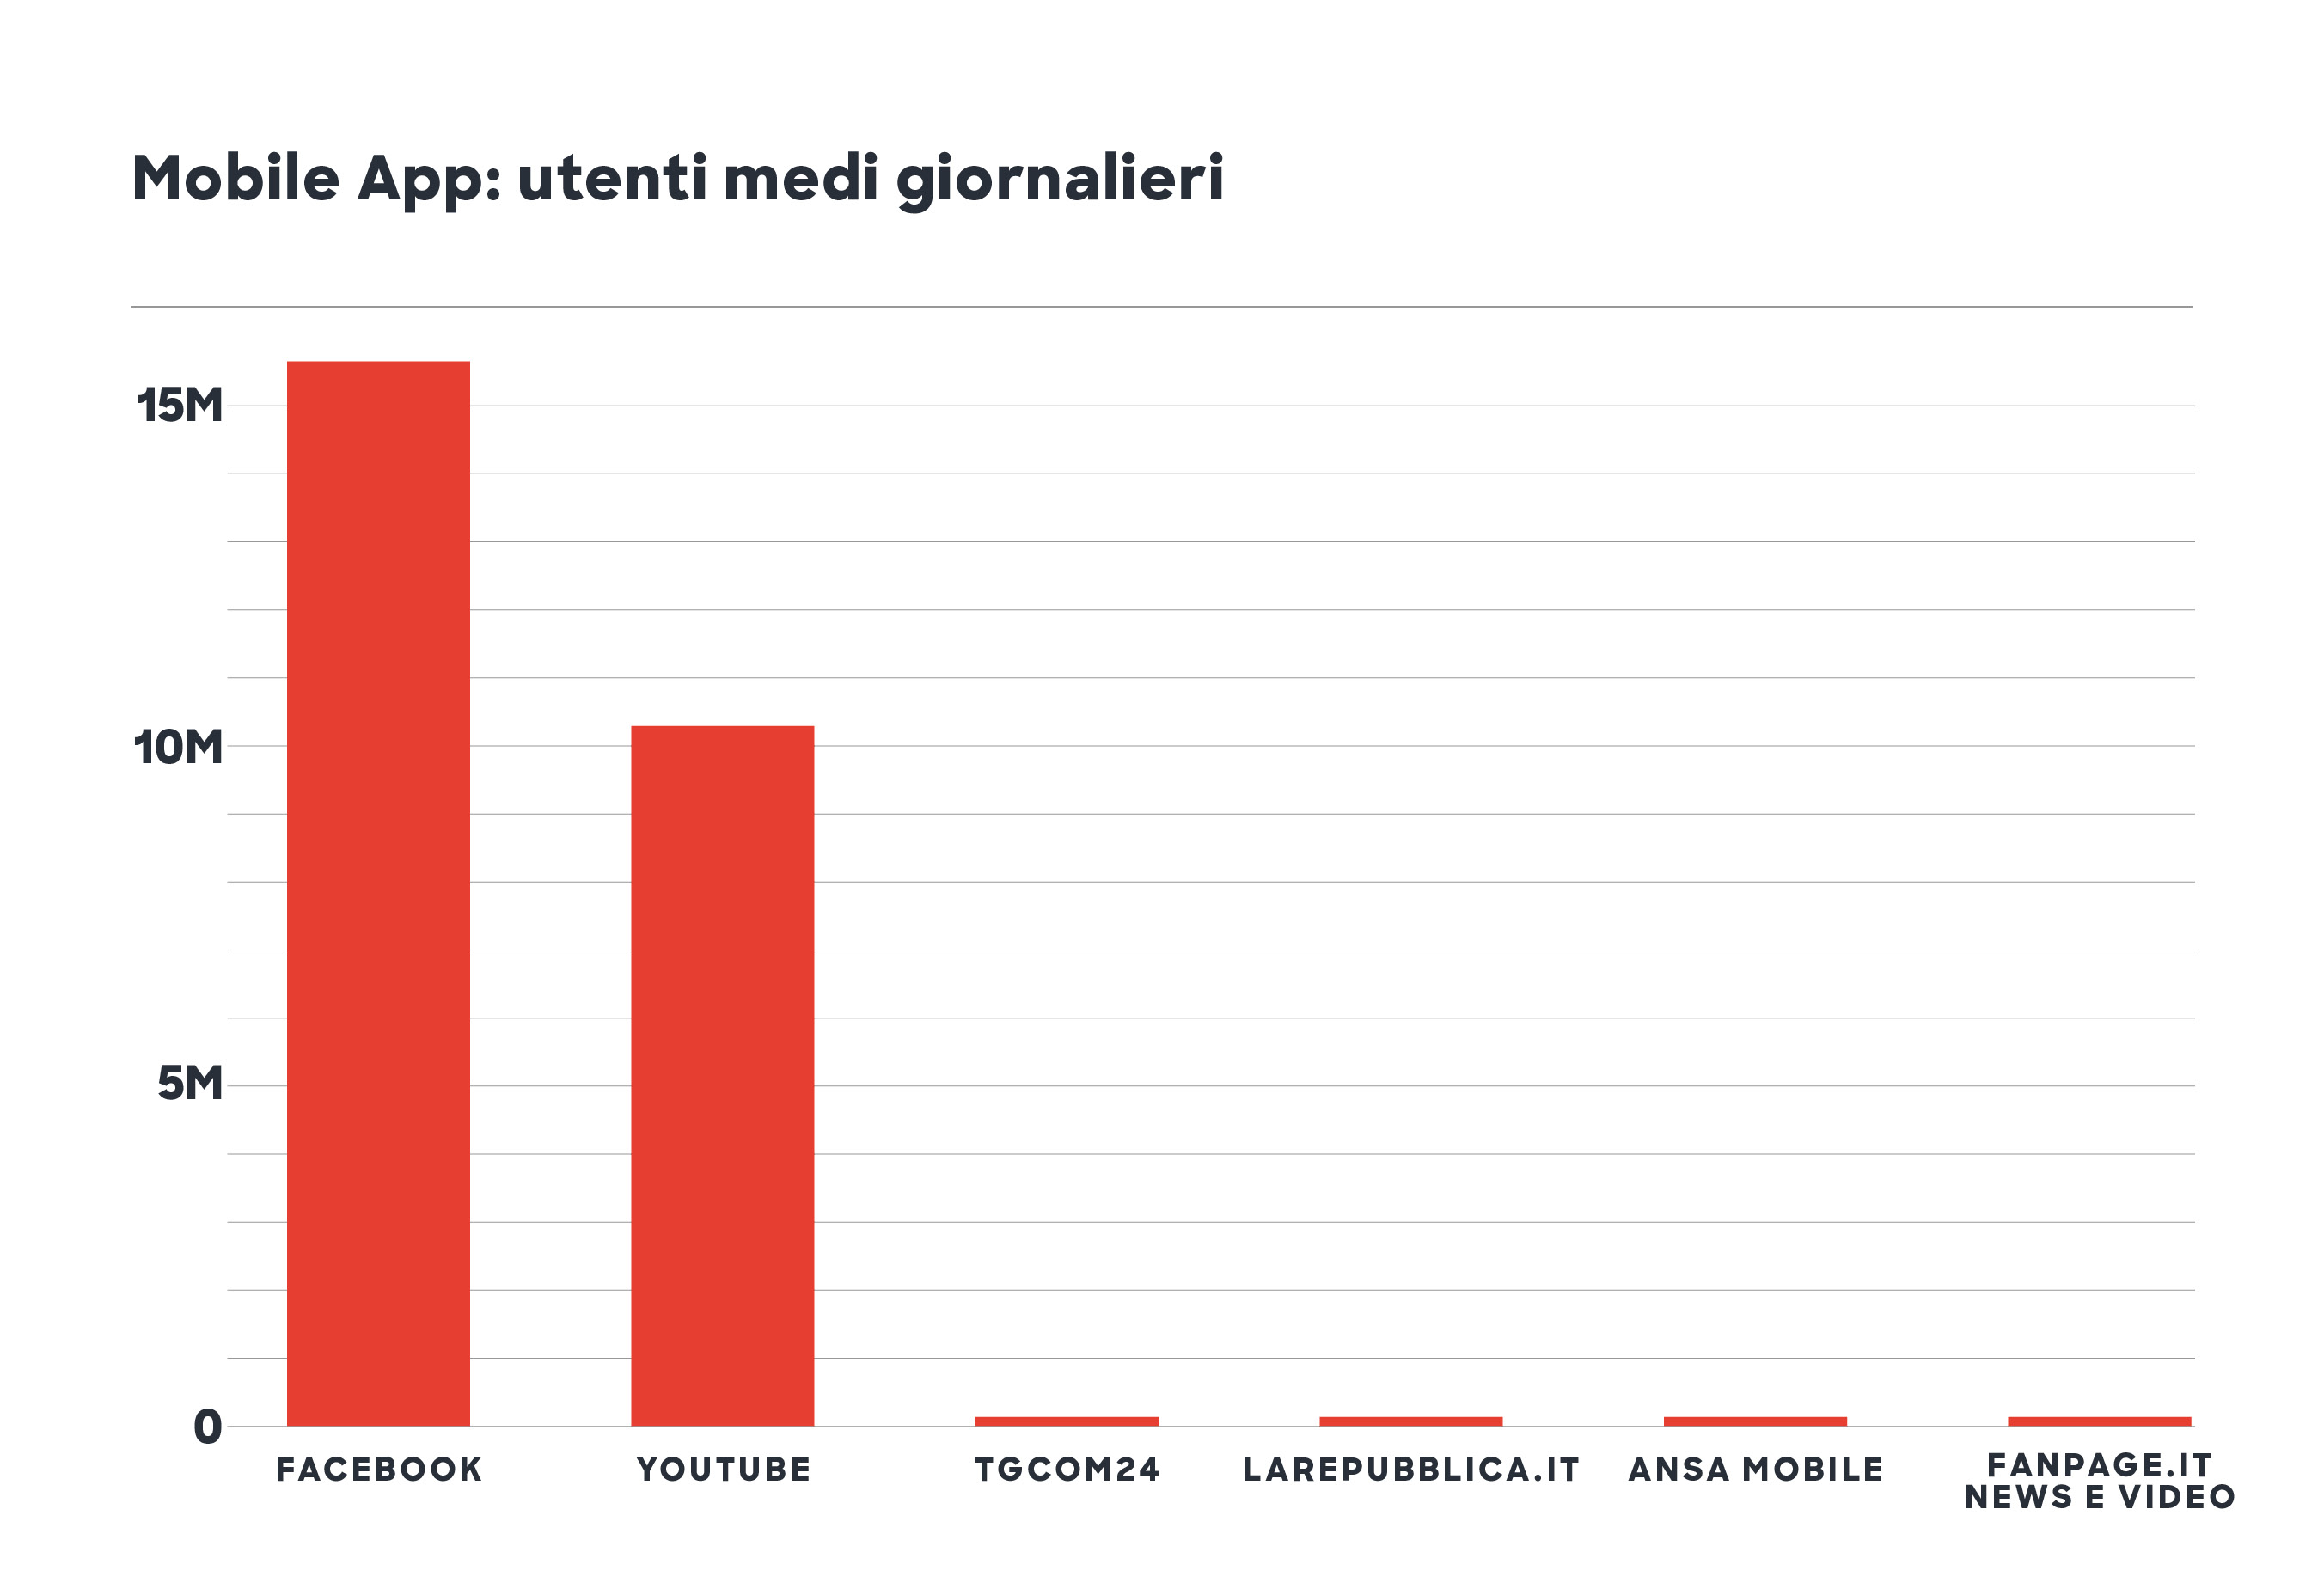 Mobile App: utenti medi giornalieri
15M
10M
5M
0
FACEBOOK
YOUTUBE
TGCOM24
LAREPUBBLICA.IT
ANSA MOBILE
FANPAGE.IT
NEWS E VIDEO